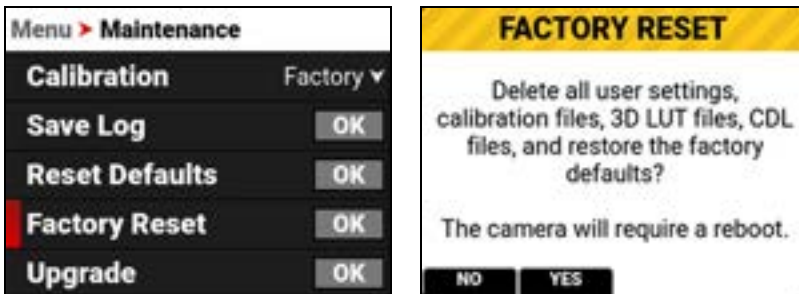 Menu > Maintenance
Calibration Factory
Save Log OK
Reset Defaults OK
Factory Reset OK
Upgrade OK
FACTORY RESET
Delete all user settings,
calibration files, 3D LUT files, CDL
files, and restore the factory
defaults?
The camera will require a reboot.
NO YES